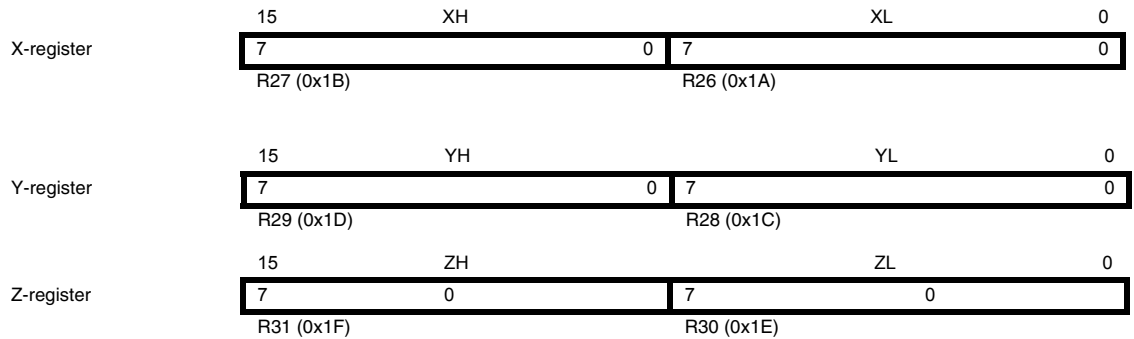 15 XH XL 0
X-register 7 0 7 0
R27 (0x1B) R26 (0x1A)
15 YH YL 0
Y-register 7 0 7 0
R29 (0x1D) R28 (0x1C)
15 ZH ZL 0
Z-register 7 0 7 0
R31 (0x1F) R30 (0x1E)